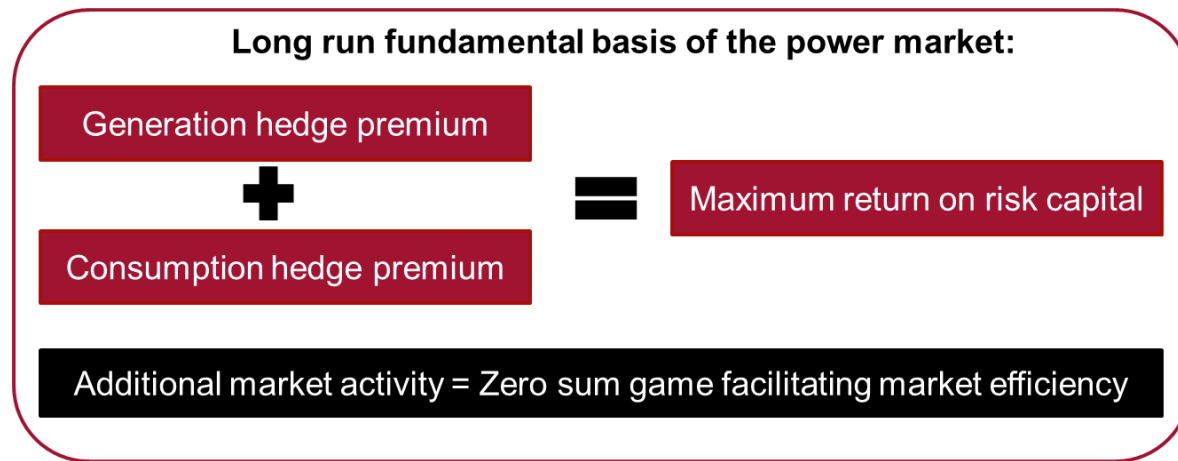 Long run fundamental basis of the power market:
Generation hedge premium
+
Consumption hedge premium
=
Maximum return on risk capital
Additional market activity = Zero sum game facilitating market efficiency